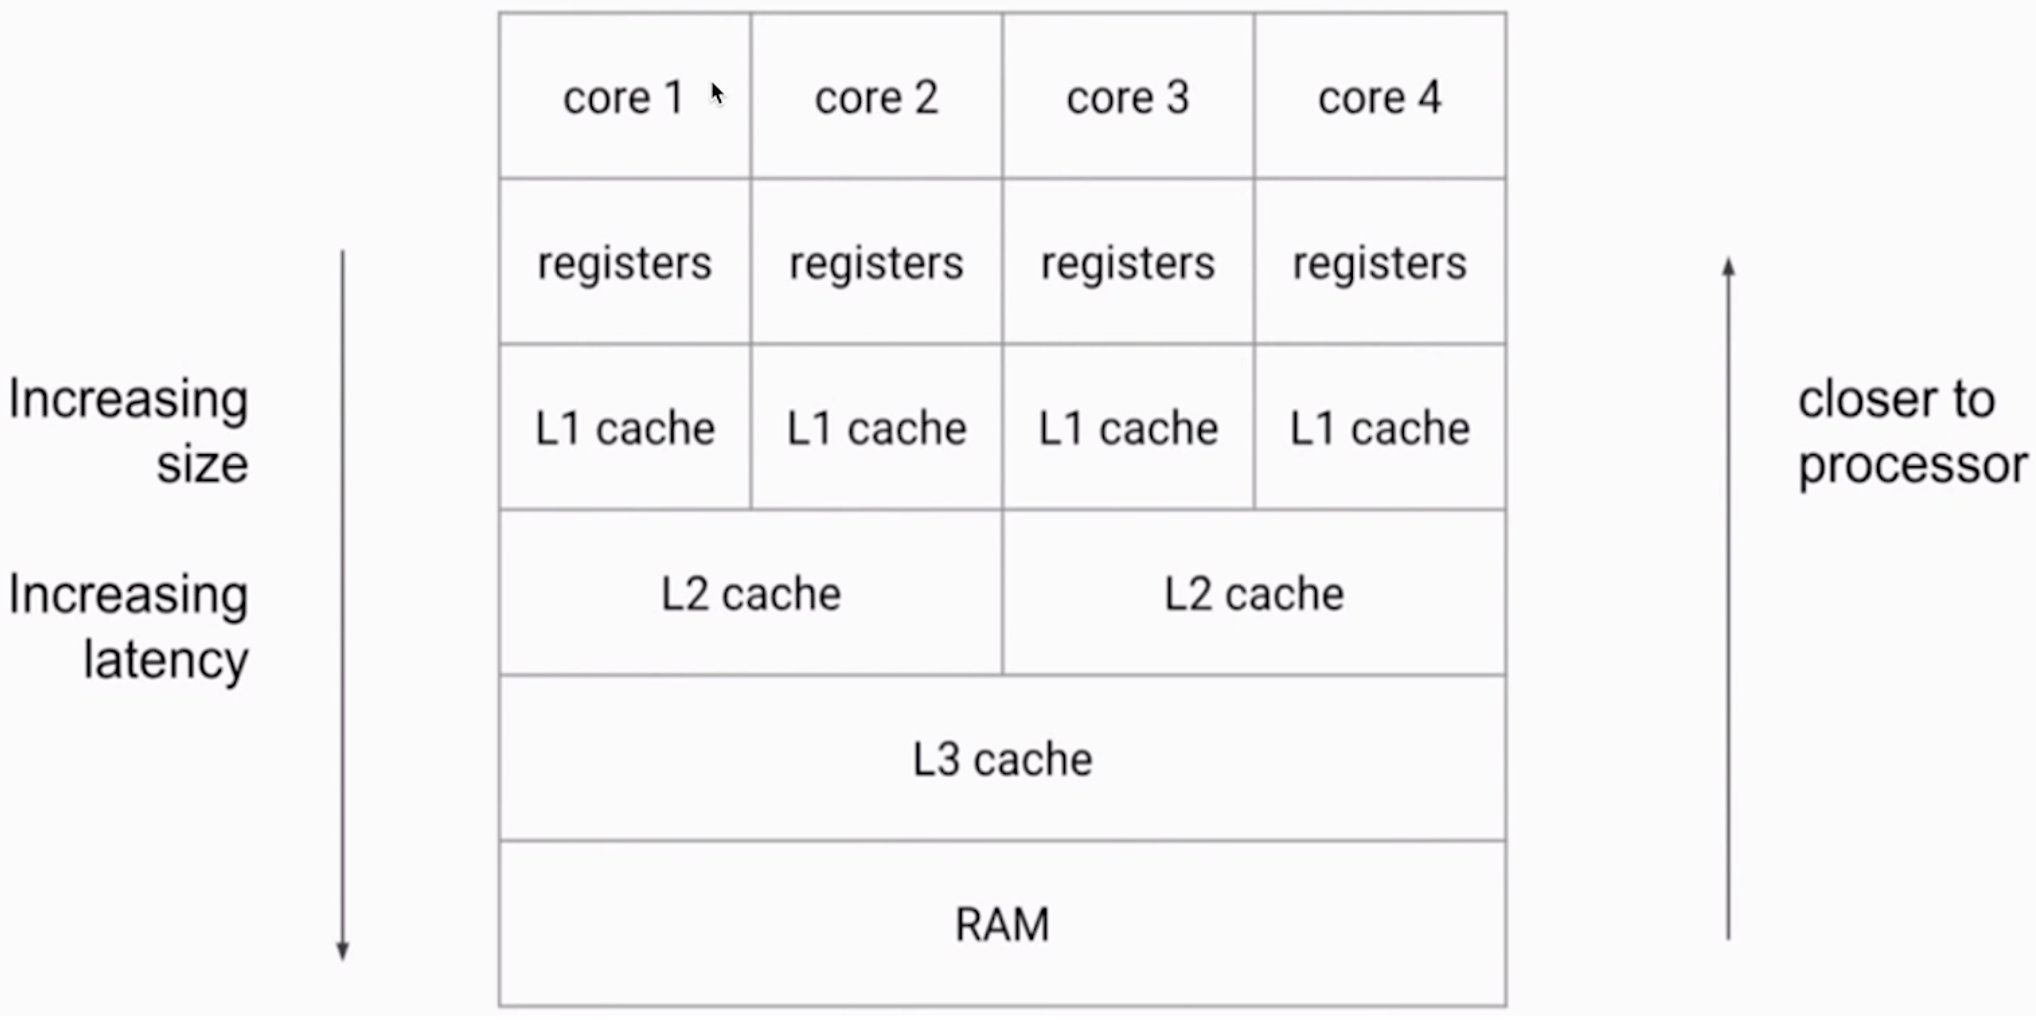 core 1
core 2
core 3
core 4
registers
registers
registers
registers
Increasing
size
L1 cache
L1 cache
L1 cache
L1 cache
closer to
processor
Increasing
latency
L2 cache
L2 cache
L3 cache
RAM